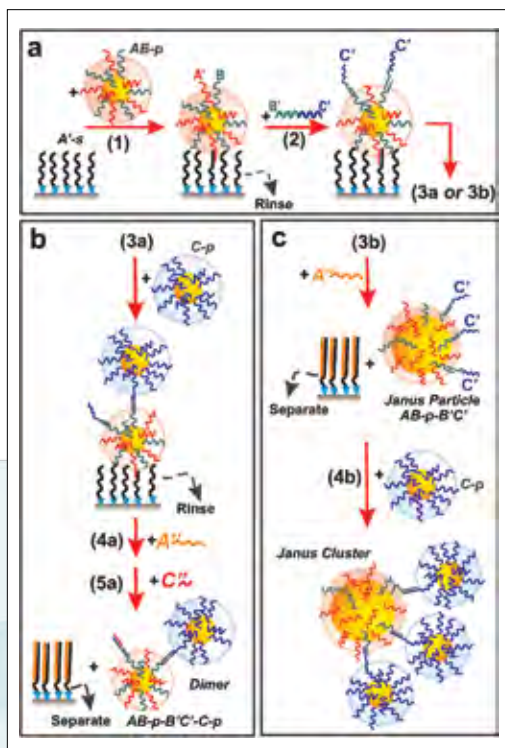 a
AB-p
+
A'-s
(1)
A'
B
Rinse
+B' C'
(2)
C'
C'
(3a or 3b)
b
(3a)
+
C-p
Rinse
(4a)
+A"
(5a)
+C"
+
Separate
Dimer
AB-p-B'C'-C-p
c
(3b)
+ A"
+
Separate
C'
C'
C'
Janus Particle
AB-p-B'C'
(4b)
+
C-p
Janus Cluster